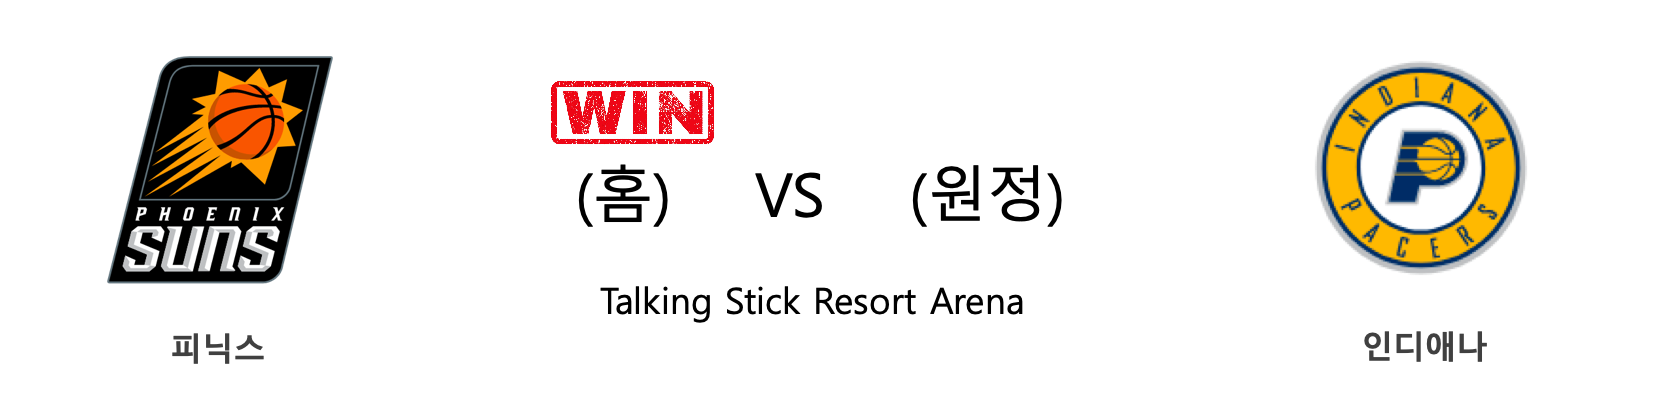 WIN
(홈) VS (원정)
Talking Stick Resort Arena
PHOENIX
SUNS
피닉스
INDIANA
PACERS
인디애나